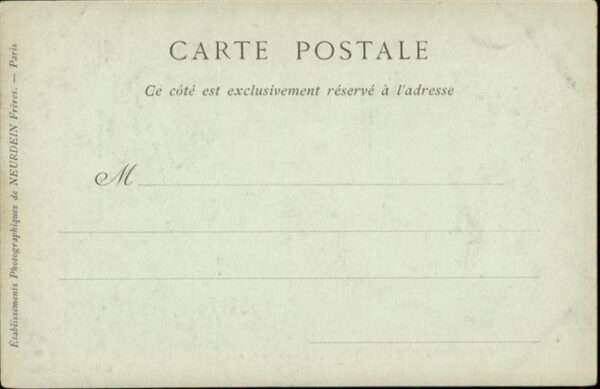 CARTE POSTALE
Ce côté est exclusivement réservé à l'adresse
M
Établissements Photographiques de NEURDEIN Frères. — Paris